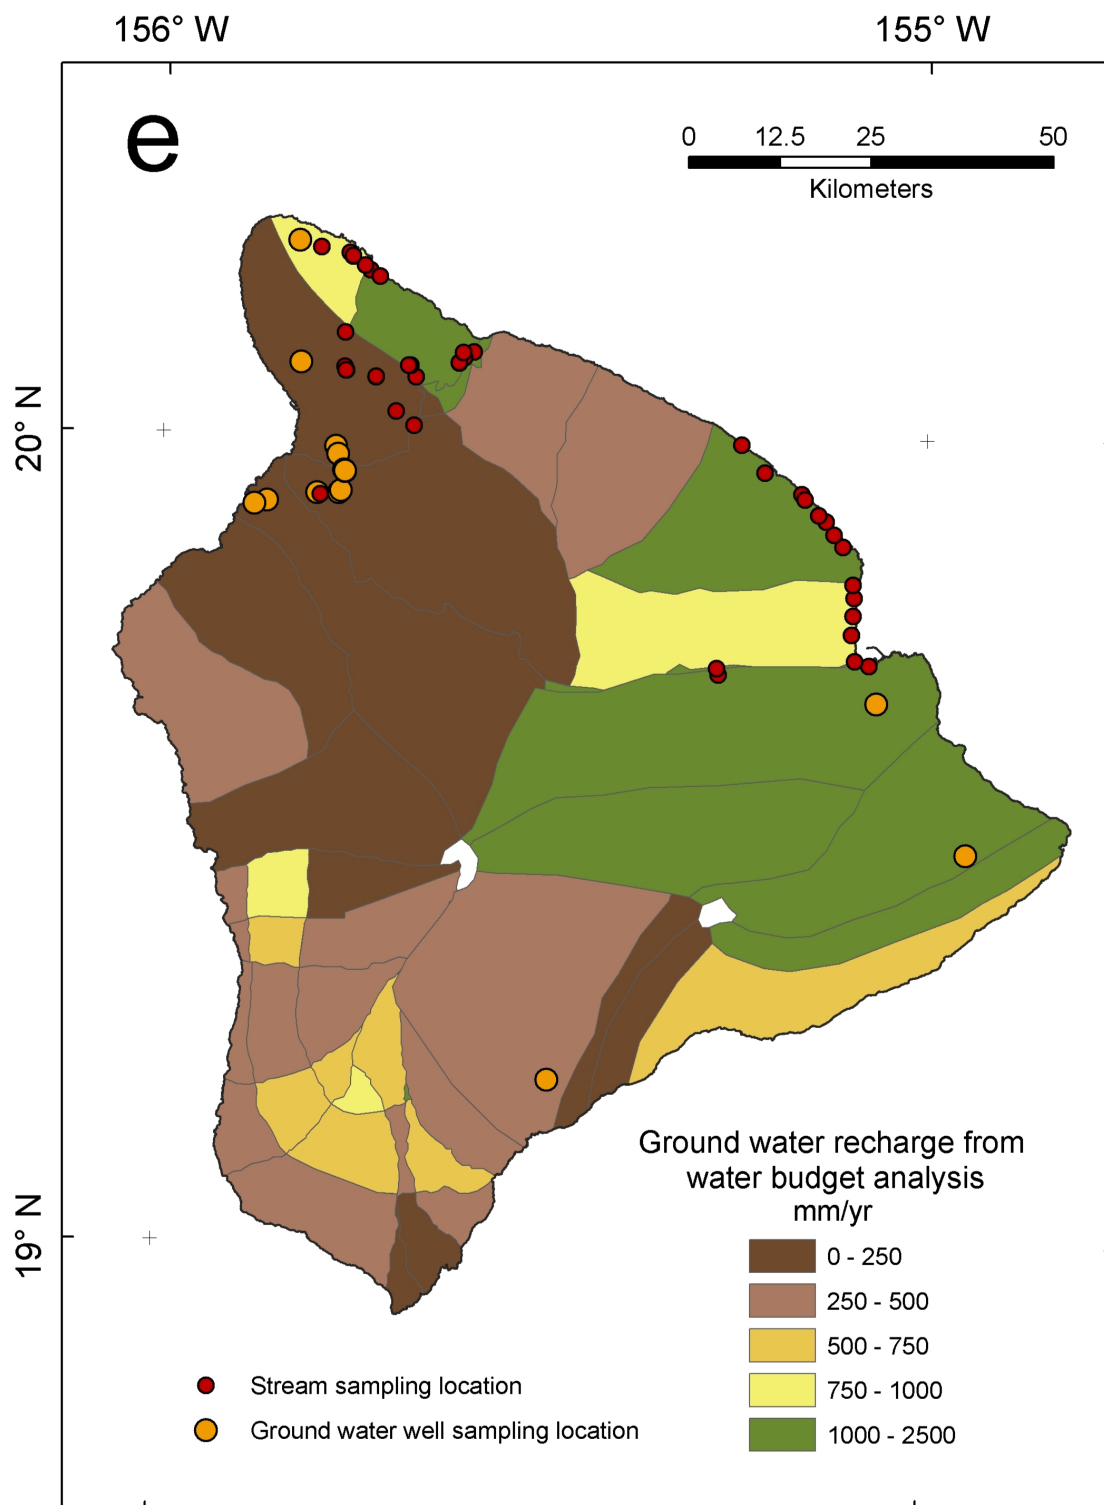 156° W
155° W
e
0 12.5 25 50
Kilometers
20° N
19° N
Ground water recharge from
water budget analysis
mm/yr
0 - 250
250 - 500
500 - 750
750 - 1000
1000 - 2500
Stream sampling location
Ground water well sampling location